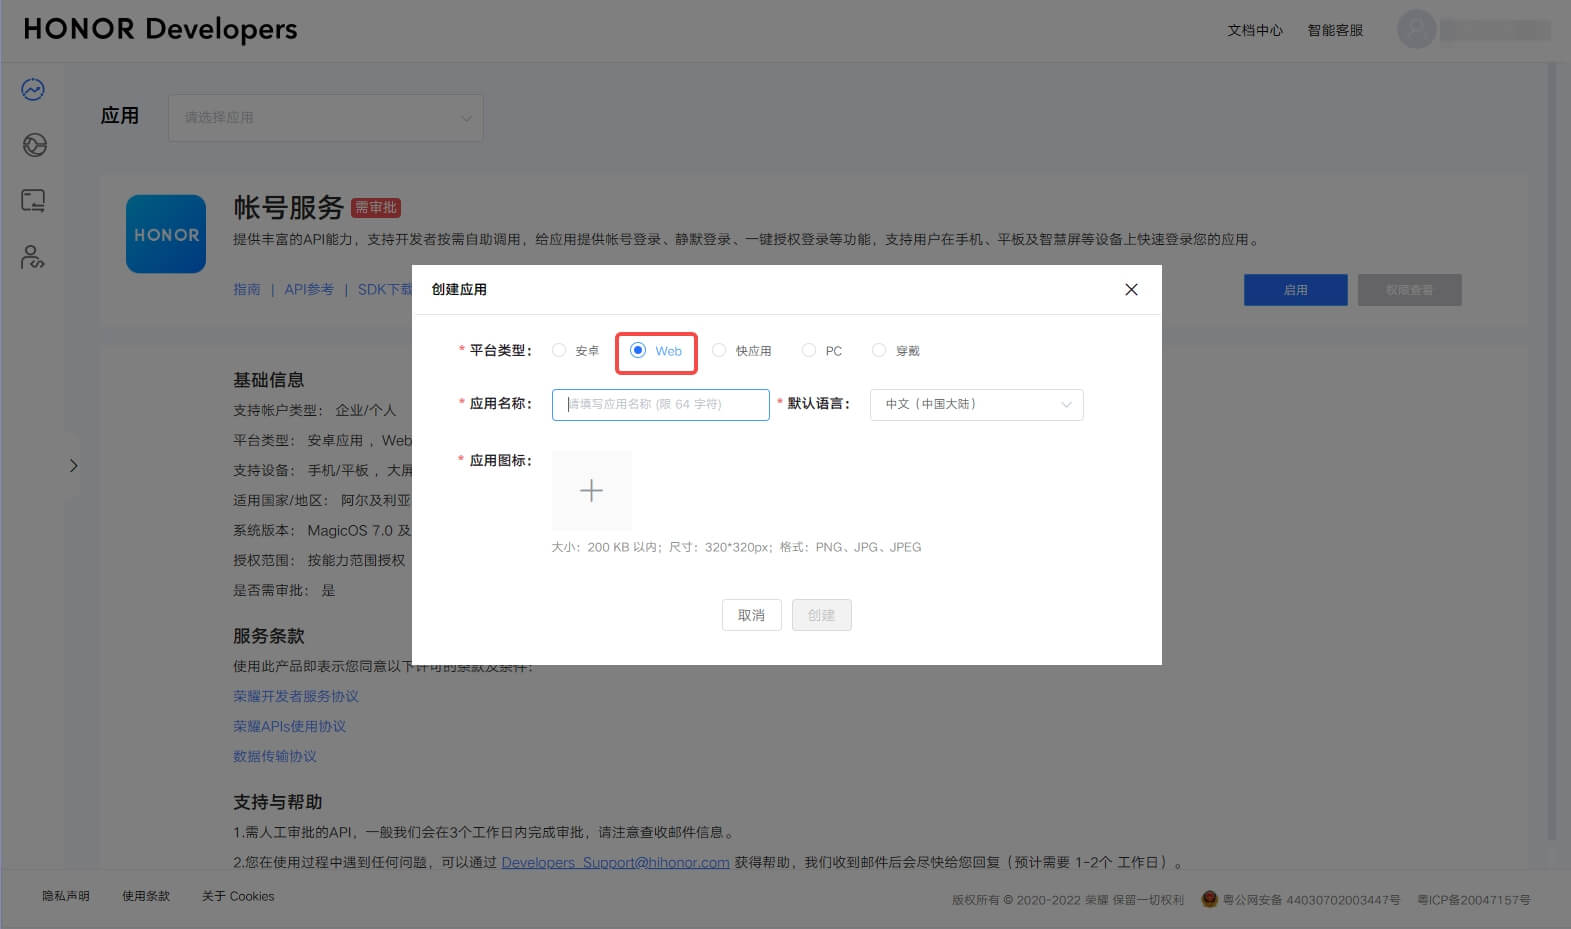 HONOR Developers
文档中心
智能客服
应用
请选择应用
HONOR
帐号服务 需审批
提供丰富的API能力，支持开发者按需自助调用，给应用提供帐号登录、静默登录、一键授权登录等功能，支持用户在手机、平板及智慧屏等设备上快速登录您的应用。
指南 | API参考 | SDK下载
启用
权限查看
创建应用
* 平台类型： 安卓 Web 快应用 PC 穿戴
* 应用名称： 请填写应用名称 (限 64 字符) * 默认语言： 中文（中国大陆）
* 应用图标：
大小：200 KB 以内；尺寸：320*320px；格式：PNG、JPG、JPEG
取消 创建
基础信息
支持帐户类型： 企业/个人
平台类型： 安卓应用 ，Web
支持设备： 手机/平板 ，大屏
适用国家/地区： 阿尔及利亚
系统版本： MagicOS 7.0 及
授权范围： 按能力范围授权
是否需审批： 是
服务条款
使用此产品即表示您同意以下许可的条款及条件：
荣耀开发者服务协议
荣耀APIs使用协议
数据传输协议
支持与帮助
1.需人工审批的API，一般我们会在3个工作日内完成审批，请注意查收邮件信息。
2.您在使用过程中遇到任何问题，可以通过 Developers_Support@hihonor.com 获得帮助，我们收到邮件后会尽快给您回复（预计需要 1-2个 工作日）。
隐私声明 使用条款 关于 Cookies
版权所有 © 2020-2022 荣耀 保留一切权利 粤公网安备 44030702003447号 粤ICP备20047157号